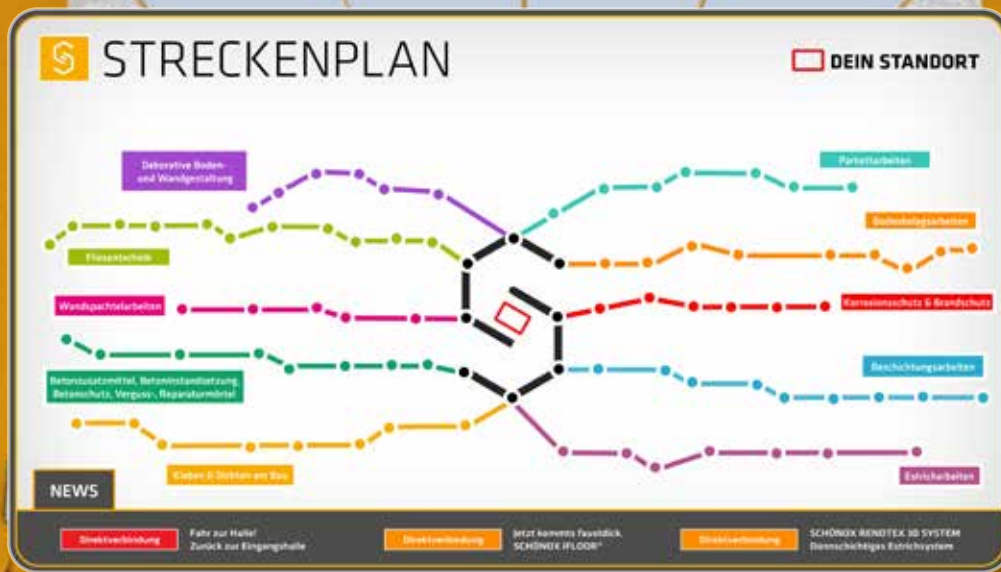 STRECKENPLAN
DEIN STANDORT
Dekorative Boden-
und Wandgestaltung
Parkettarbeiten
Bodenbelagsarbeiten
Fliesentechnik
Wandspachtelarbeiten
Korrosionsschutz & Brandschutz
Betonzusatzmittel, Betoninstandsetzung,
Betonschutz, Verguss-, Reparaturmörtel
Beschichtungsarbeiten
Kleben & Dichten am Bau
Estricharbeiten
NEWS
Direktverbindung
Fahr zur Halle!
Zurück zur Eingangshalle
Direktverbindung
Jetzt kommts faustdick.
SCHÖNOX IFLOOR®
Direktverbindung
SCHÖNOX RENOTEX 3D SYSTEM
Dünnschichtiges Estrichsystem